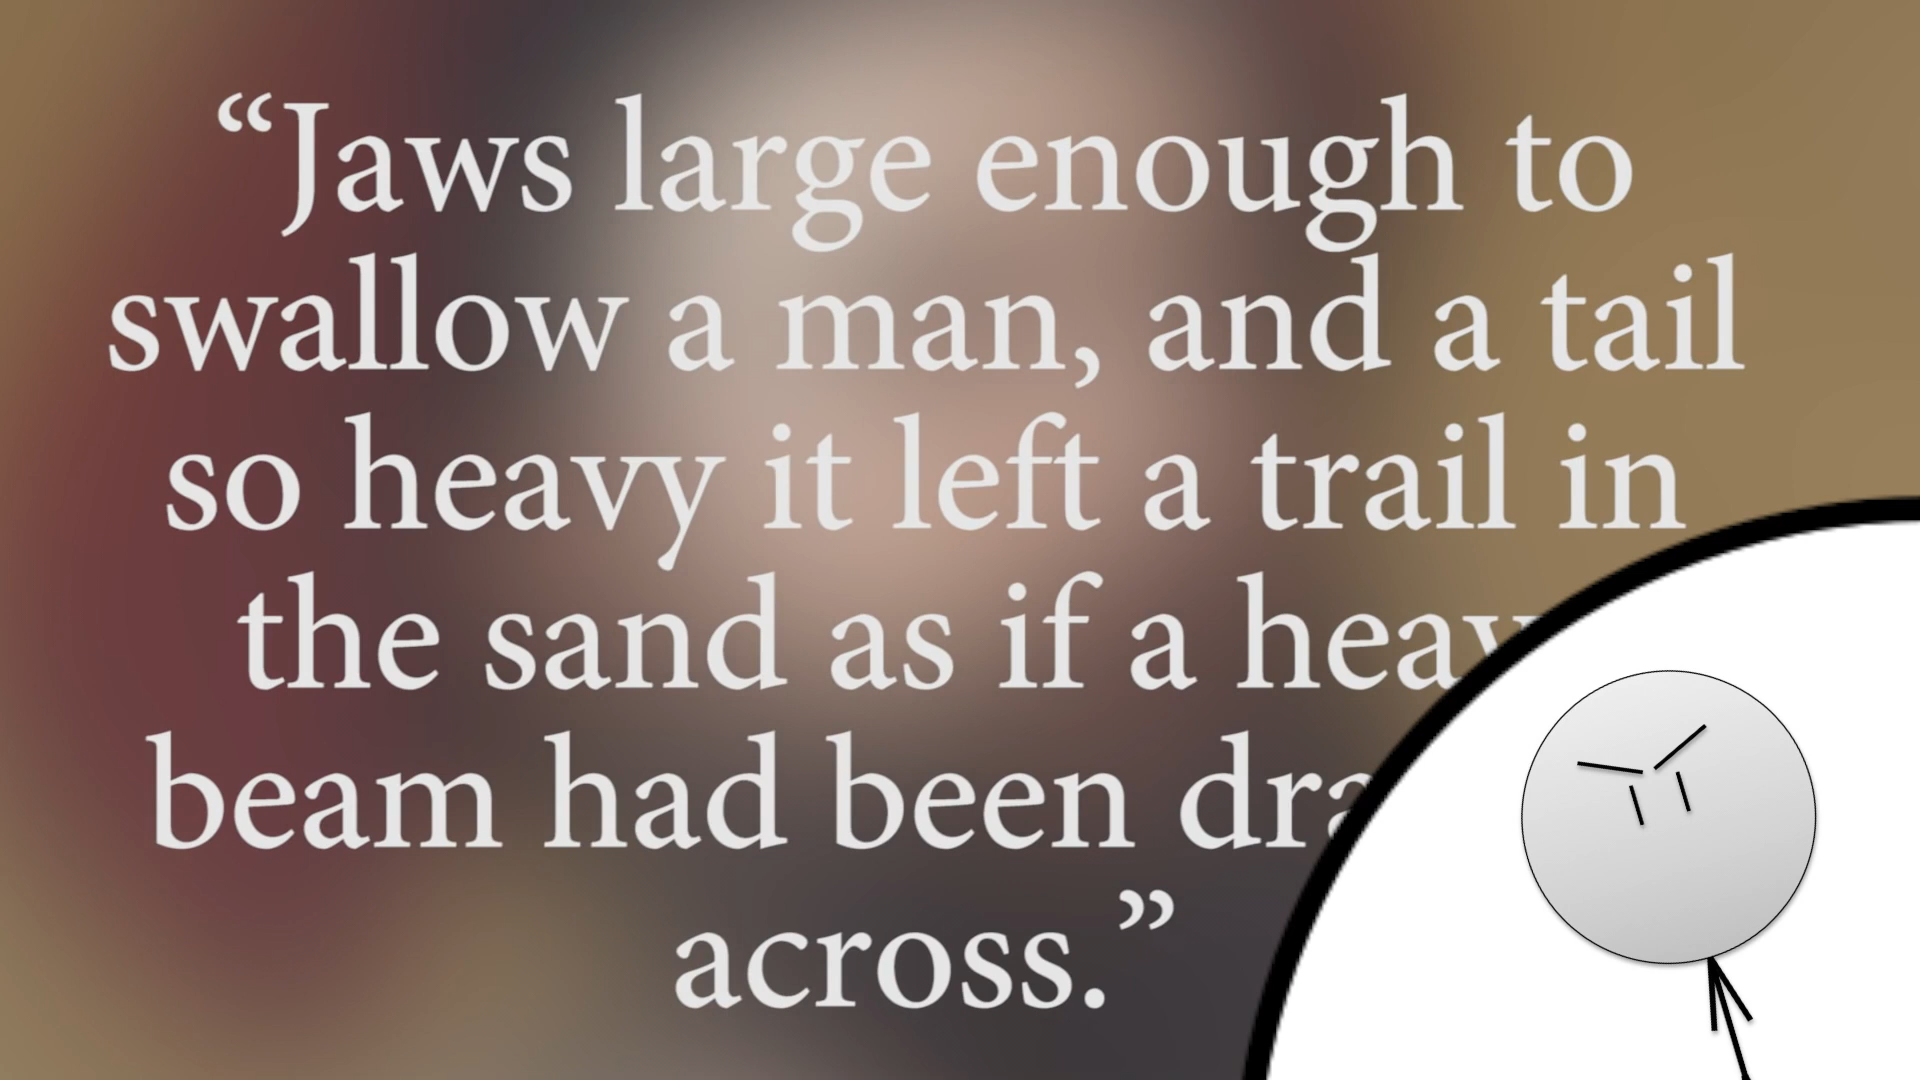 “Jaws large enough to
swallow a man, and a tail
so heavy it left a trail in
the sand as if a
beam had been
across.”